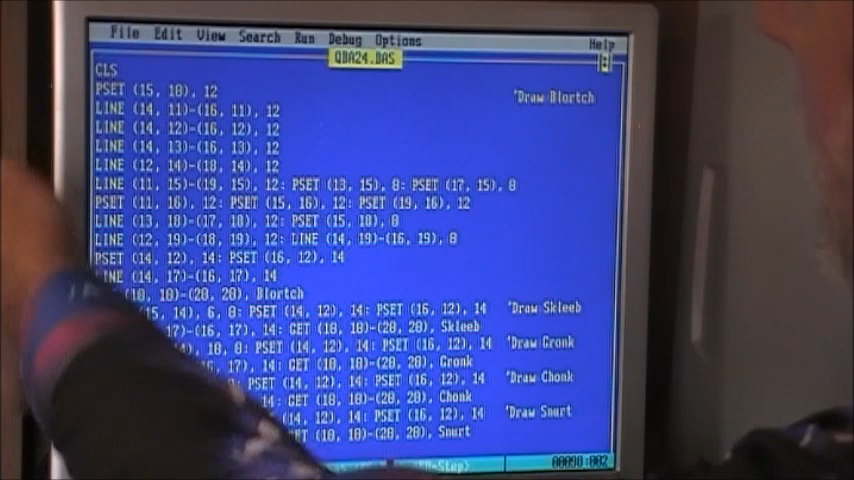 File Edit View Search Run Debug Options Help
QBA24.BAS
CLS
PSET (15, 10), 12 'Draw Blortch
LINE (14, 11)-(16, 11), 12
LINE (14, 12)-(16, 12), 12
LINE (14, 13)-(16, 13), 12
LINE (12, 14)-(18, 14), 12
LINE (11, 15)-(19, 15), 12: PSET (13, 15), 8: PSET (17, 15), 8
PSET (11, 16), 12: PSET (15, 16), 12: PSET (19, 16), 12
LINE (13, 18)-(17, 18), 12: PSET (15, 18), 8
LINE (12, 19)-(18, 19), 12: LINE (14, 19)-(16, 19), 8
PSET (14, 12), 14: PSET (16, 12), 14
LINE (14, 17)-(16, 17), 14
(10, 10)-(20, 20), Blortch
15, 14), 6, 8: PSET (14, 12), 14: PSET (16, 12), 14 'Draw Skleeb
17)-(16, 17), 14: GET (10, 10)-(20, 20), Skleeb
14), 10, 8: PSET (14, 12), 14: PSET (16, 12), 14 'Draw Gronk
16, 17), 14: GET (10, 10)-(20, 20), Gronk
: PSET (14, 12), 14: PSET (16, 12), 14 'Draw Chonk
14: GET (10, 10)-(20, 20), Chonk
(14, 12), 14: PSET (16, 12), 14 'Draw Snurt
(10, 10)-(20, 20), Snurt
00090:002